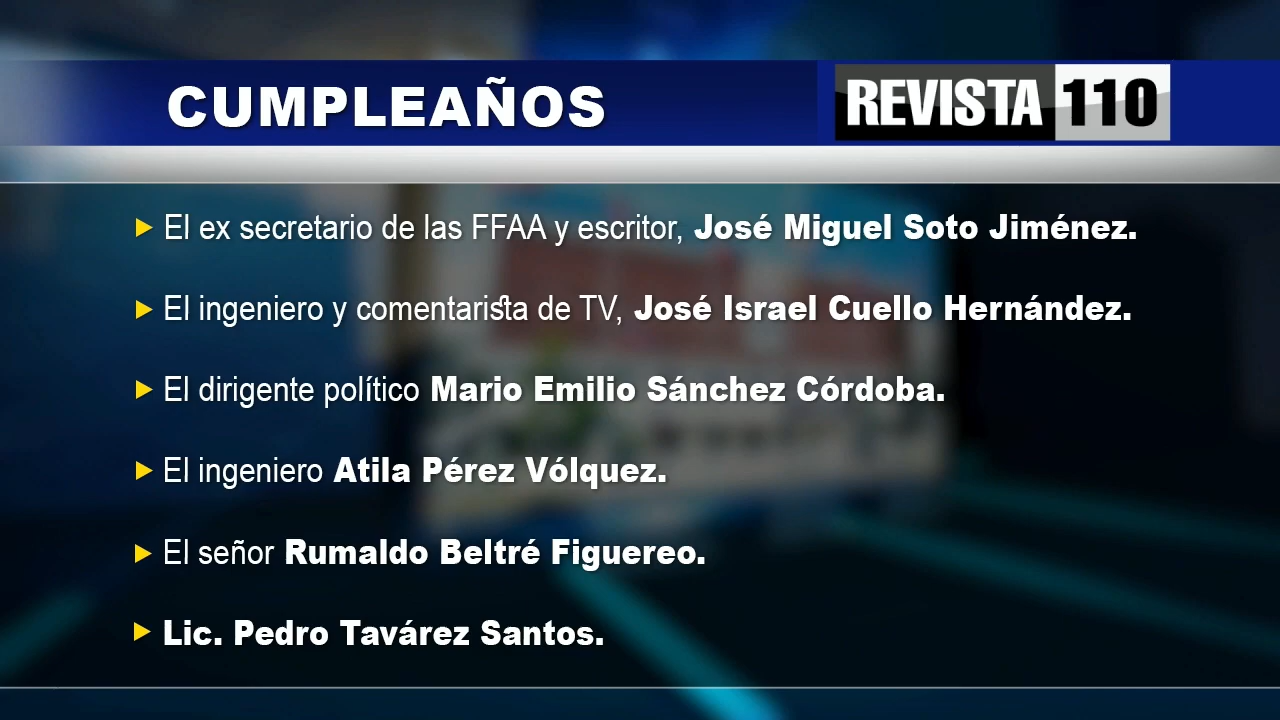 CUMPLEAÑOS
REVISTA 110
El ex secretario de las FFAA y escritor, José Miguel Soto Jiménez.
El ingeniero y comentarista de TV, José Israel Cuello Hernández.
El dirigente político Mario Emilio Sánchez Córdoba.
El ingeniero Atila Pérez Vólquez.
El señor Rumaldo Beltré Figuereo.
Lic. Pedro Tavárez Santos.